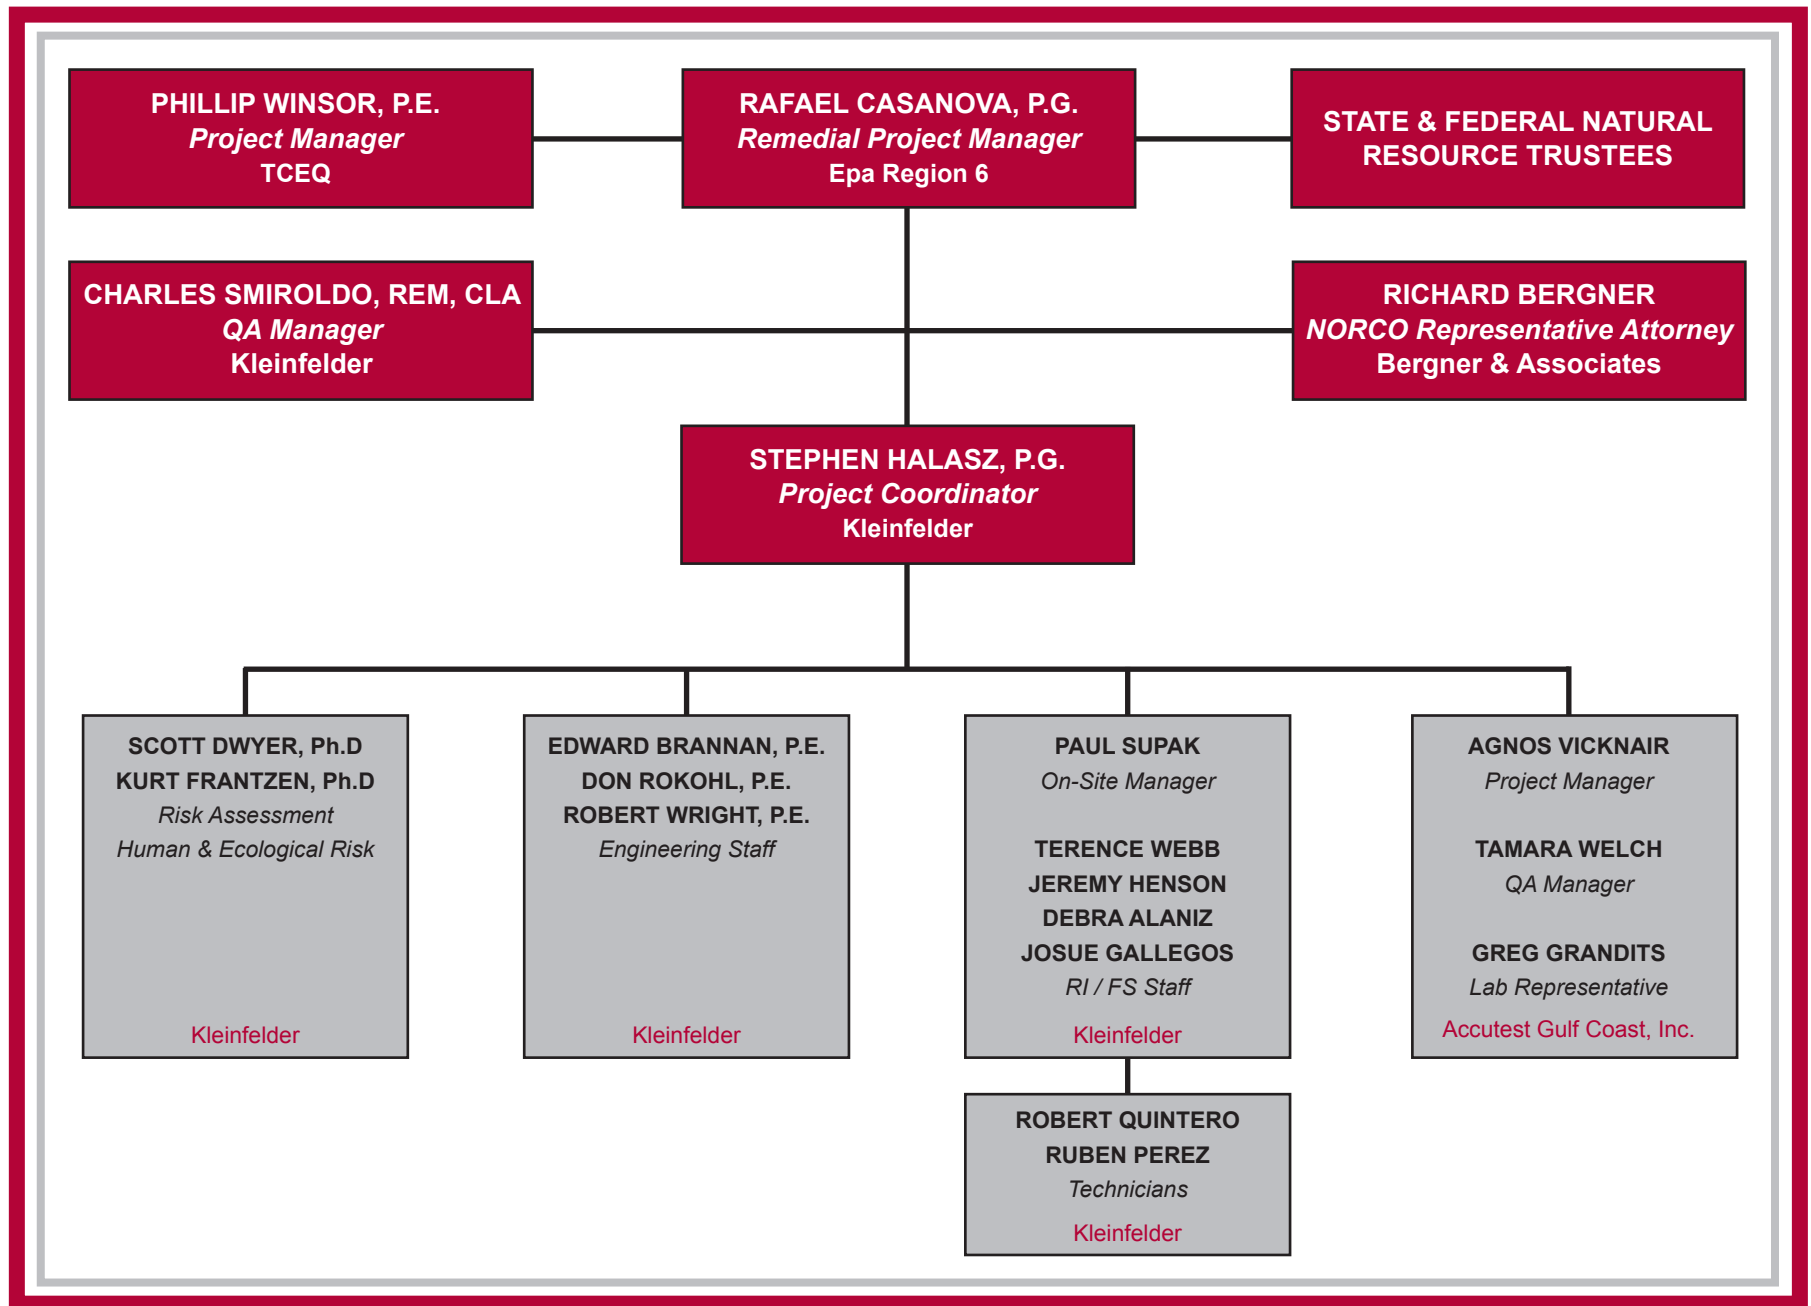 PHILLIP WINSOR, P.E.
Project Manager
TCEQ
RAFAEL CASANOVA, P.G.
Remedial Project Manager
Epa Region 6
STATE & FEDERAL NATURAL
RESOURCE TRUSTEES
CHARLES SMIROLDO, REM, CLA
QA Manager
Kleinfelder
RICHARD BERGNER
NORCO Representative Attorney
Bergner & Associates
STEPHEN HALASZ, P.G.
Project Coordinator
Kleinfelder
SCOTT DWYER, Ph.D
KURT FRANTZEN, Ph.D
Risk Assessment
Human & Ecological Risk
Kleinfelder
EDWARD BRANNAN, P.E.
DON ROKOHL, P.E.
ROBERT WRIGHT, P.E.
Engineering Staff
Kleinfelder
PAUL SUPAK
On-Site Manager
TERENCE WEBB
JEREMY HENSON
DEBRA ALANIZ
JOSUE GALLEGOS
RI / FS Staff
Kleinfelder
AGNOS VICKNAIR
Project Manager
TAMARA WELCH
QA Manager
GREG GRANDITS
Lab Representative
Accutest Gulf Coast, Inc.
ROBERT QUINTERO
RUBEN PEREZ
Technicians
Kleinfelder